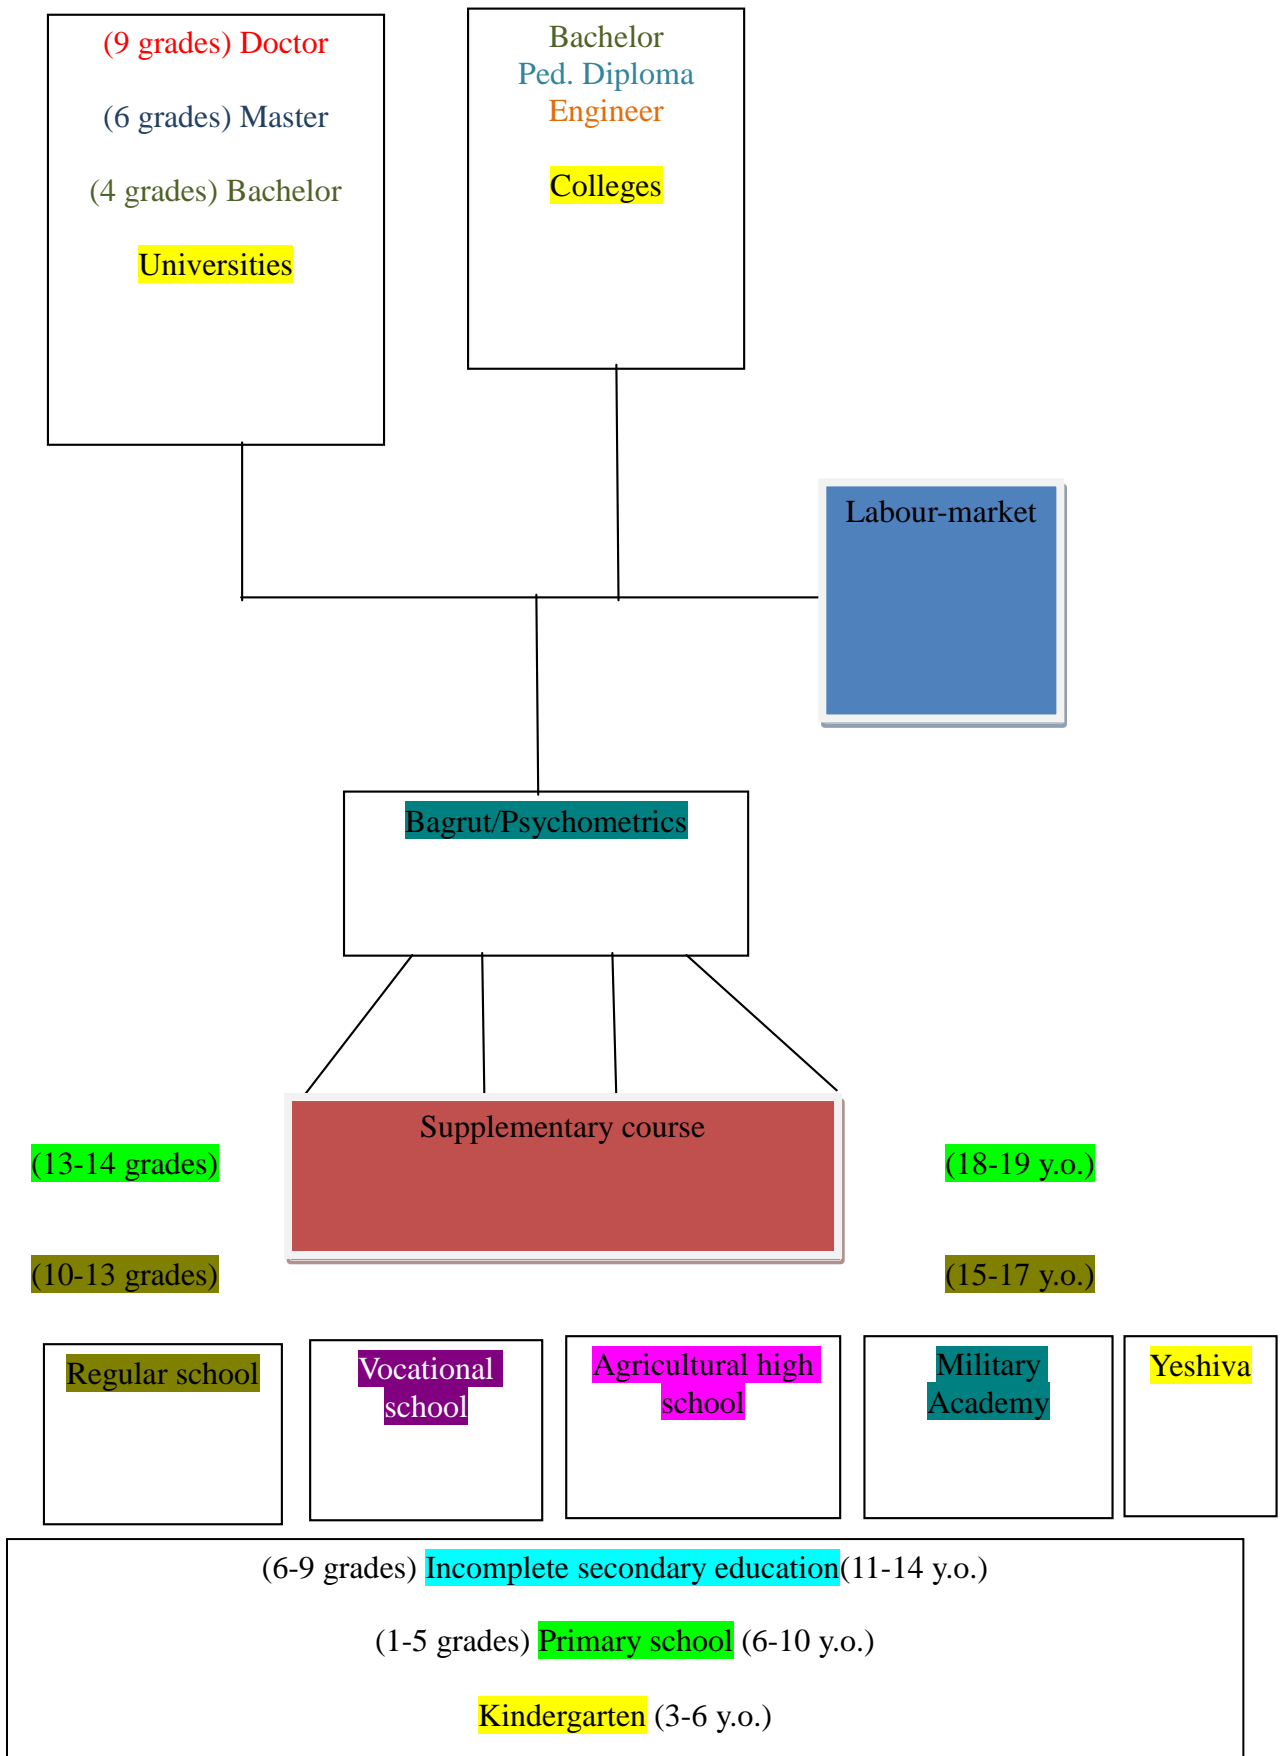 (9 grades) Doctor
(6 grades) Master
(4 grades) Bachelor
Universities
Bachelor
Ped. Diploma
Engineer
Colleges
Labour-market
Bagrut/Psychometrics
Supplementary course
(13-14 grades)
(18-19 y.o.)
(10-13 grades)
(15-17 y.o.)
Regular school
Vocational
school
Agricultural high
school
Military
Academy
Yeshiva
(6-9 grades) Incomplete secondary education(11-14 y.o.)
(1-5 grades) Primary school (6-10 y.o.)
Kindergarten (3-6 y.o.)